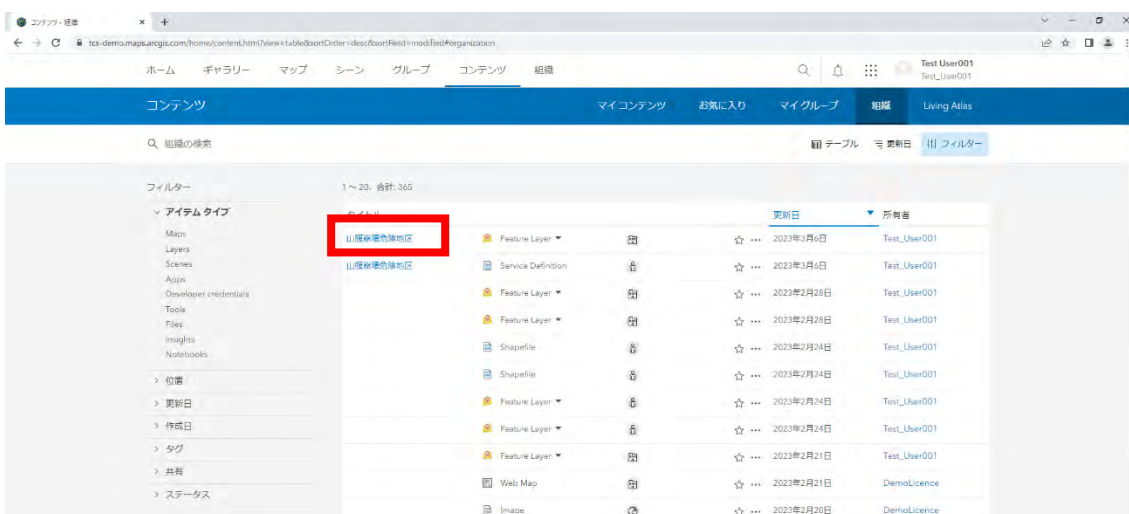 コンテンツ - 組織
tcs-demo.maps.arcgis.com/home/content.html?view=table&sortOrder=desc&sortField=modified#organization
ホーム ギャラリー マップ シーン グループ コンテンツ 組織
Test User001
Test_User001
コンテンツ マイ コンテンツ お気に入り マイ グループ 組織 Living Atlas
組織の検索 テーブル 更新日 フィルター
フィルター 1 ~ 20、合計: 365
アイテム タイプ タイトル 更新日 所有者
Maps
Layers
Scenes
Apps
Developer credentials
Tools
Files
Insights
Notebooks
位置
更新日
作成日
タグ
共有
ステータス
山腹崩壊危険地区 Feature Layer 2023年3月6日 Test_User001
山腹崩壊危険地区 Service Definition 2023年3月6日 Test_User001
Feature Layer 2023年2月28日 Test_User001
Feature Layer 2023年2月28日 Test_User001
Shapefile 2023年2月24日 Test_User001
Shapefile 2023年2月24日 Test_User001
Feature Layer 2023年2月24日 Test_User001
Feature Layer 2023年2月24日 Test_User001
Feature Layer 2023年2月21日 Test_User001
Web Map 2023年2月21日 DemoLicence
Image 2023年2月20日 DemoLicence